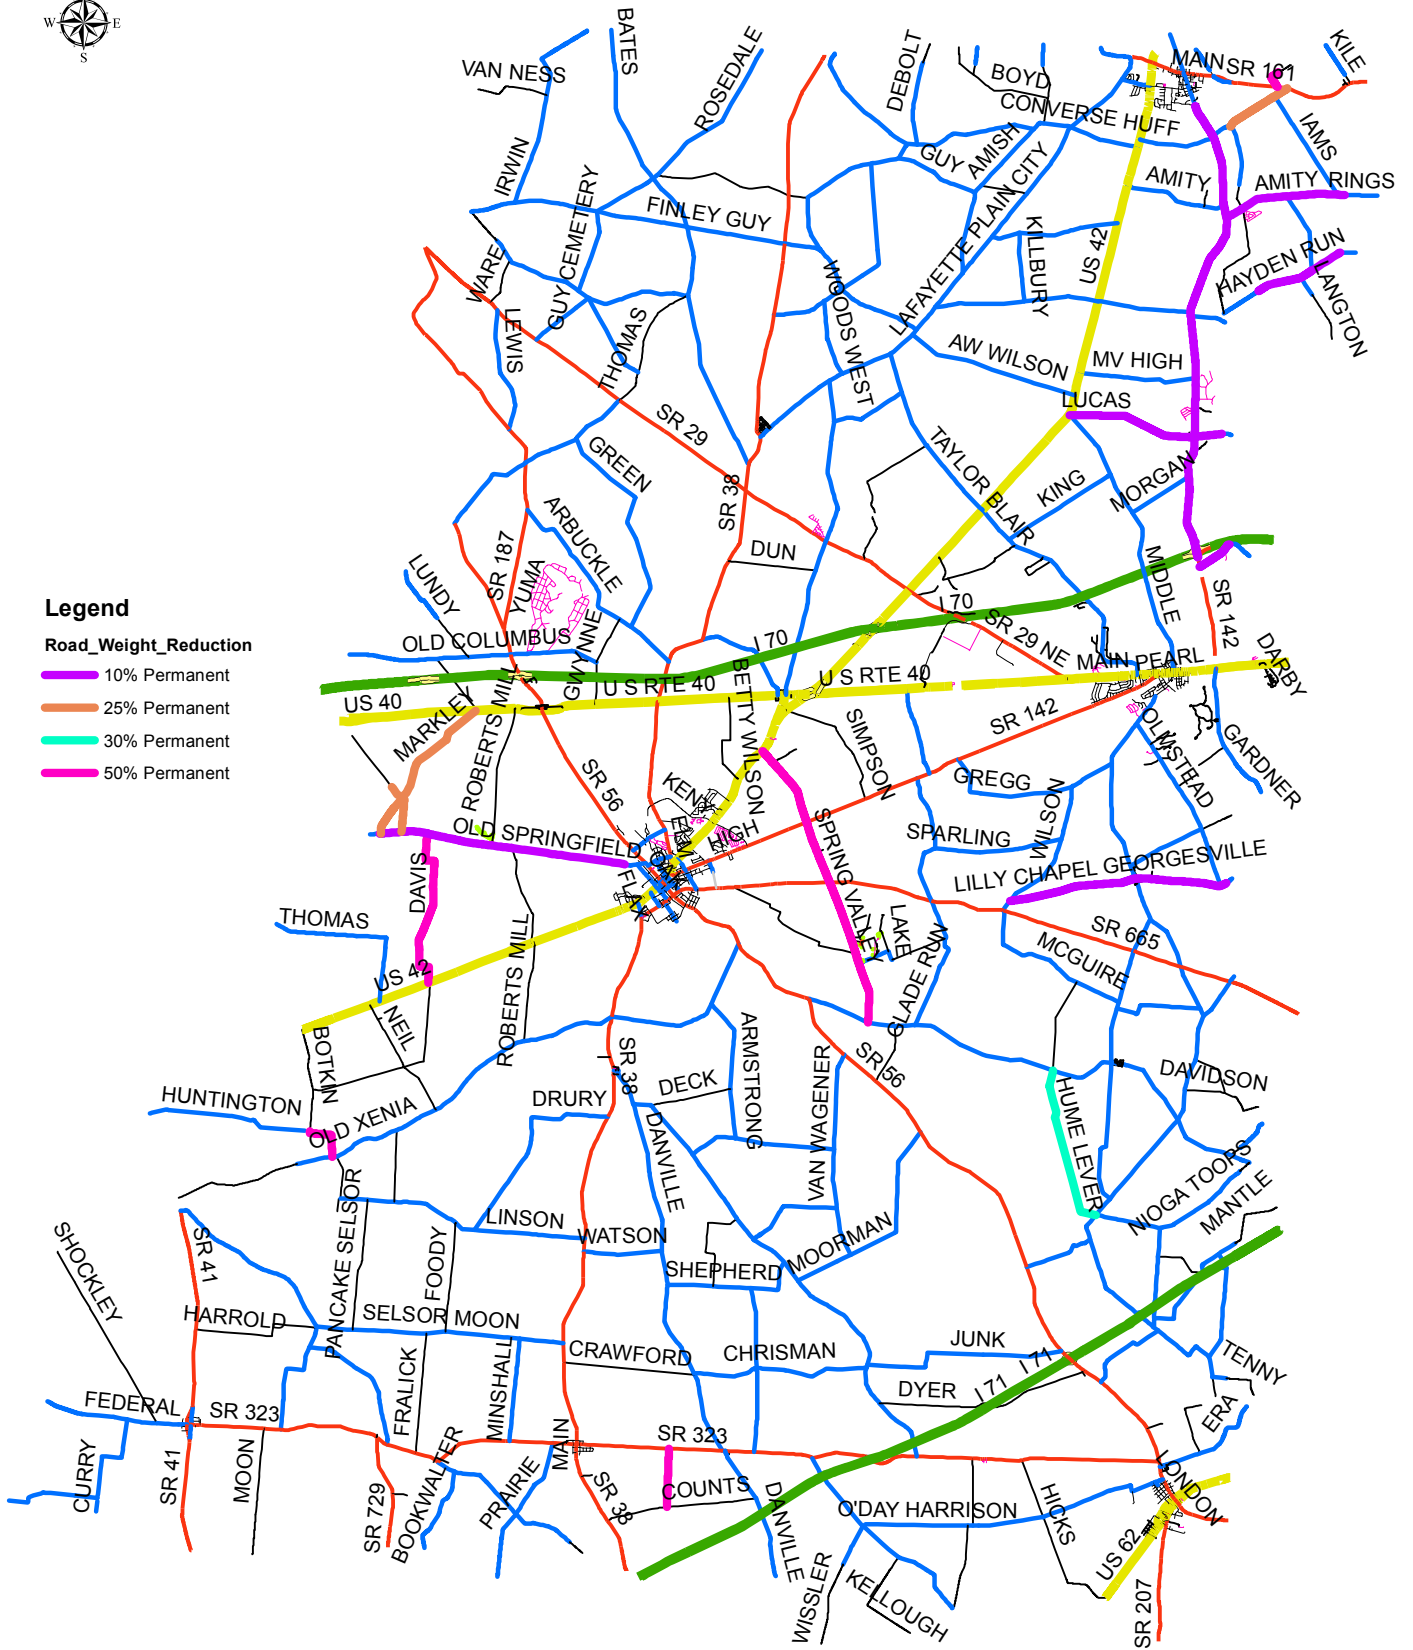 W
E
S
VAN NESS
BATES
ROSEDALE
DEBOLT
BOYD
MAIN
SR 161
KILE
CONVERSE HUFF
IAMS
IRWIN
GUY
AMISH
AMITY
AMITY
RINGS
FINLEY GUY
CEMETERY
GUY
LAFAYETTE PLAIN CITY
KILLBURY
US 42
HAYDEN RUN
LANGTON
WARE
LEWIS
THOMAS
WOODS WEST
AW WILSON
MV HIGH
LUCAS
SR 29
GREEN
TAYLOR BLAIR
KING
MORGAN
SR 38
ARBUCKLE
SR 187
YUMA
LUNDY
DUN
MIDDLE
SR 142
Legend
Road_Weight_Reduction
10% Permanent
25% Permanent
30% Permanent
50% Permanent
OLD COLUMBUS
GWYNNE
I 70
I 70
SR 29 NE
MAIN
PEARL
DARBY
US 40
U S RTE 40
U S RTE 40
BETTY WILSON
MARKLEY
ROBERTS MILL
SR 142
SIMPSON
OLMSTEAD
GARDNER
SR 56
KENY
GREGG
WILSON
OLD SPRINGFIELD
ELM
HIGH
OAK
FLAX
SPRING VALLEY
SPARLING
LILLY CHAPEL GEORGESVILLE
DAVIS
THOMAS
LAKE
SR 665
MCGUIRE
US 42
NEIL
ROBERTS MILL
GLADE RUN
BOTKIN
ARMSTRONG
SR 38
SR 56
DECK
VAN WAGENER
DAVIDSON
HUNTINGTON
OLD XENIA
DRURY
DANVILLE
HUME LEVER
NIOGA TOOPS
MANTLE
SHOCKLEY
SR 41
PANCAKE SELSOR
FOODY
LINSON
WATSON
MOORMAN
SHEPHERD
HARROLD
SELSOR MOON
CRAWFORD
CHRISMAN
JUNK
I 71
I 71
TENNY
DYER
ERA
FEDERAL
SR 323
FRALICK
MINSHALL
MAIN
SR 323
CURRY
SR 41
MOON
SR 729
BOOKWALTER
PRAIRIE
SR 38
COUNTS
DANVILLE
O'DAY HARRISON
HICKS
LONDON
US 62
WISSLER
KELLOUGH
SR 207